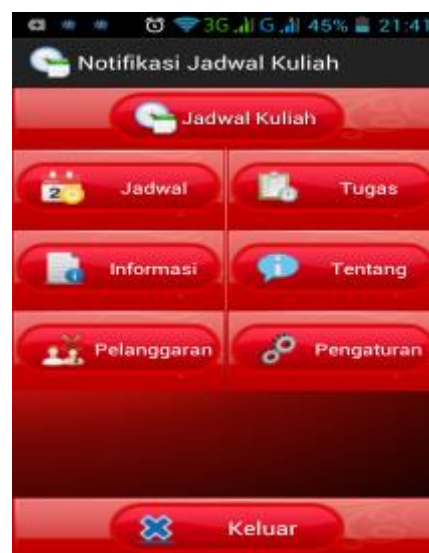 3G G 45% 21:41
Notifikasi Jadwal Kuliah
Jadwal Kuliah
Jadwal
Tugas
Informasi
Tentang
Pelanggaran
Pengaturan
Keluar